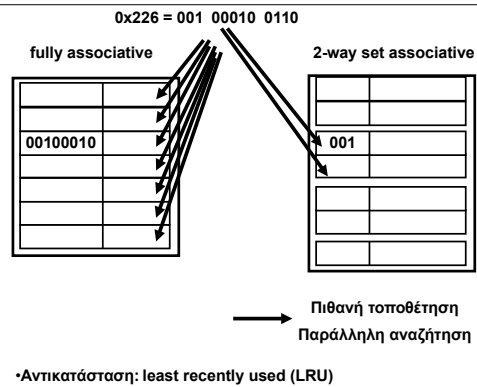 0x226 = 001 00010 0110
fully associative
2-way set associative
00100010
001
Πιθανή τοποθέτηση
Παράλληλη αναζήτηση
•Αντικατάσταση: least recently used (LRU)